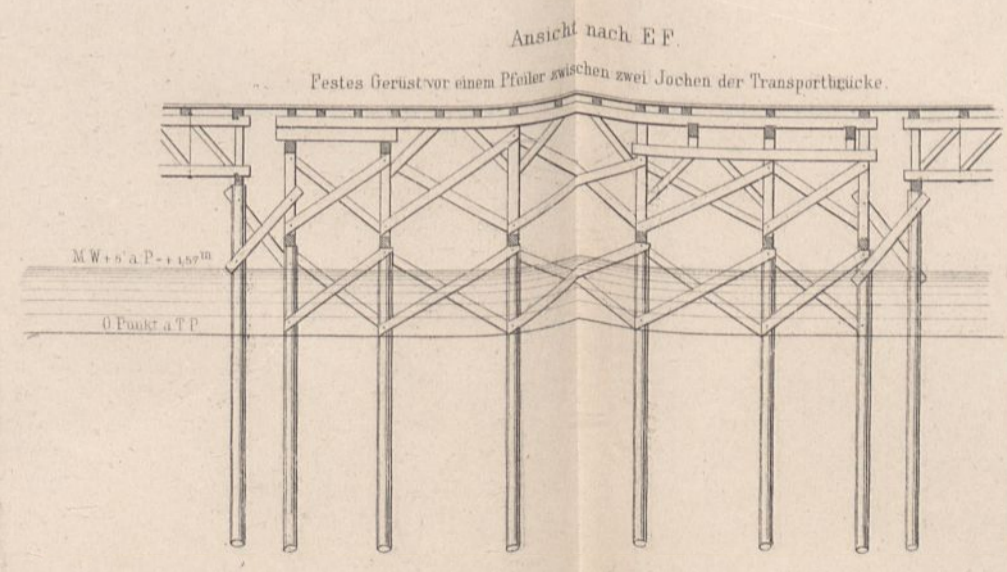 Ansicht nach E F.
Festes Gerüst vor einem Pfeiler zwischen zwei Jochen der Transportbrücke.
M W + 5' a. P. = + 1,57ᵐ
0 Punkt a. T P.